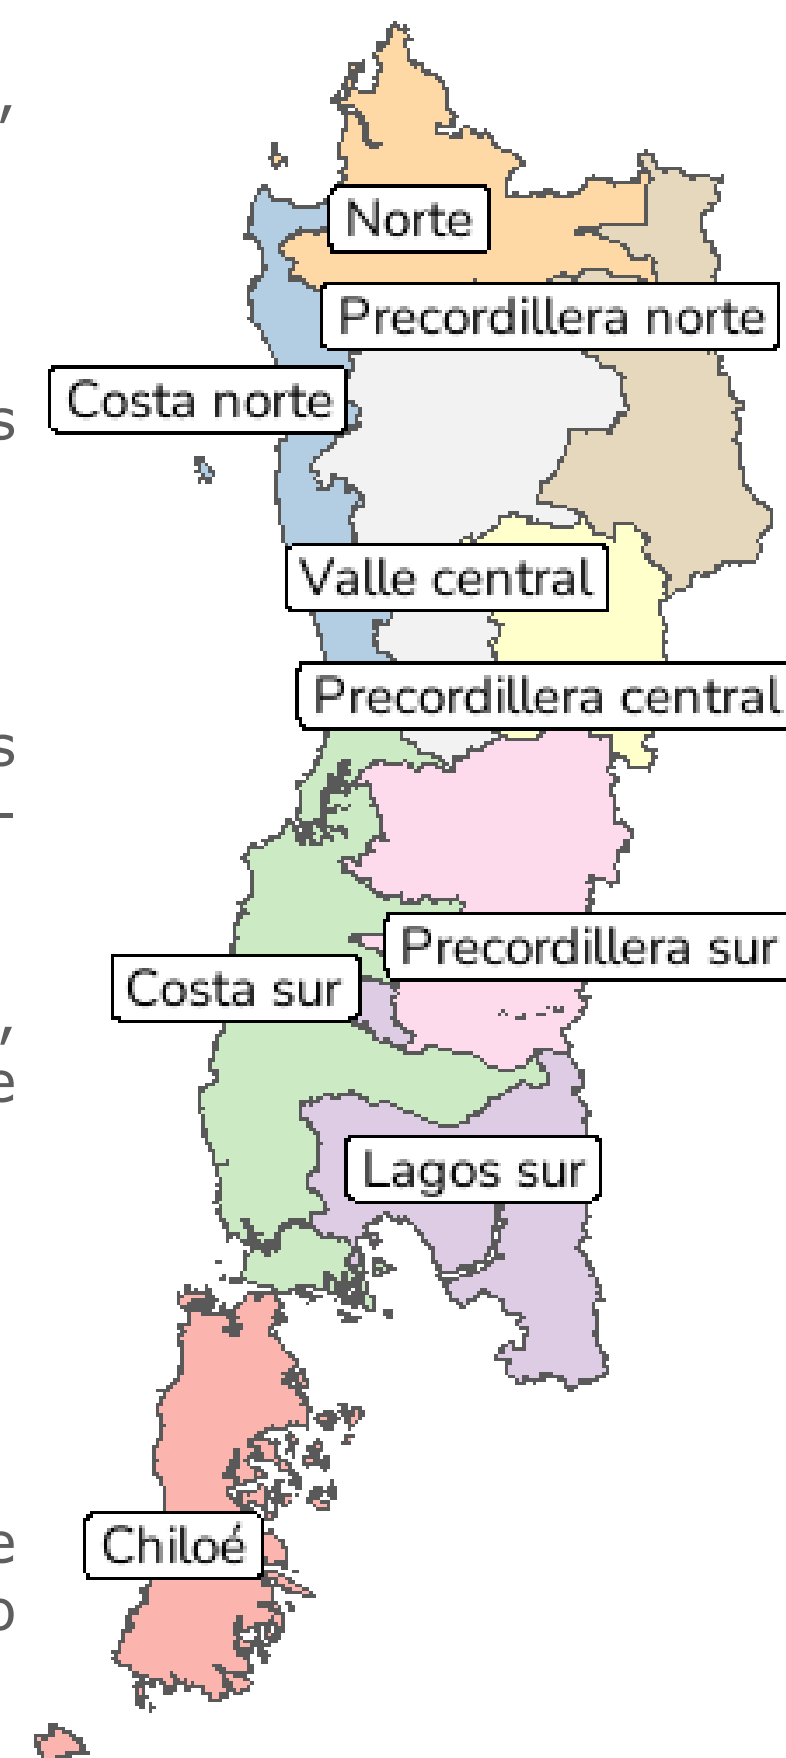 ,
Norte
Precordillera norte
Costa norte
s
Valle central
Precordillera central
s
-
Precordillera sur
Costa sur
,
e
Lagos sur
e
Chiloé
o